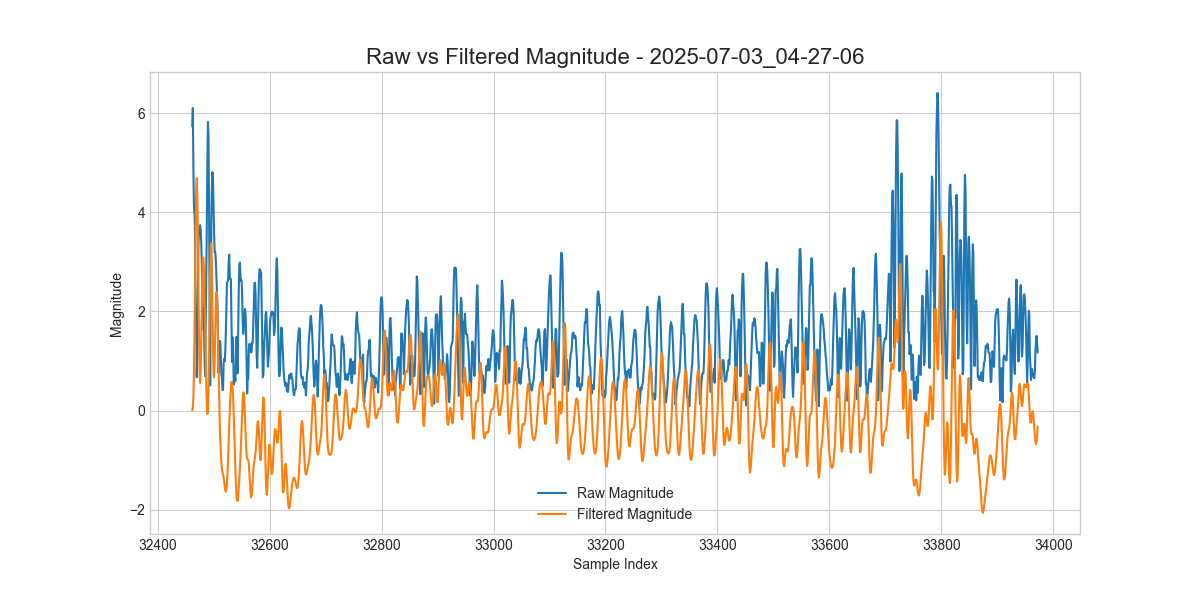 Raw vs Filtered Magnitude - 2025-07-03_04-27-06
6
4
2
0
−2
Magnitude
Raw Magnitude
Filtered Magnitude
32400 32600 32800 33000 33200 33400 33600 33800 34000
Sample Index